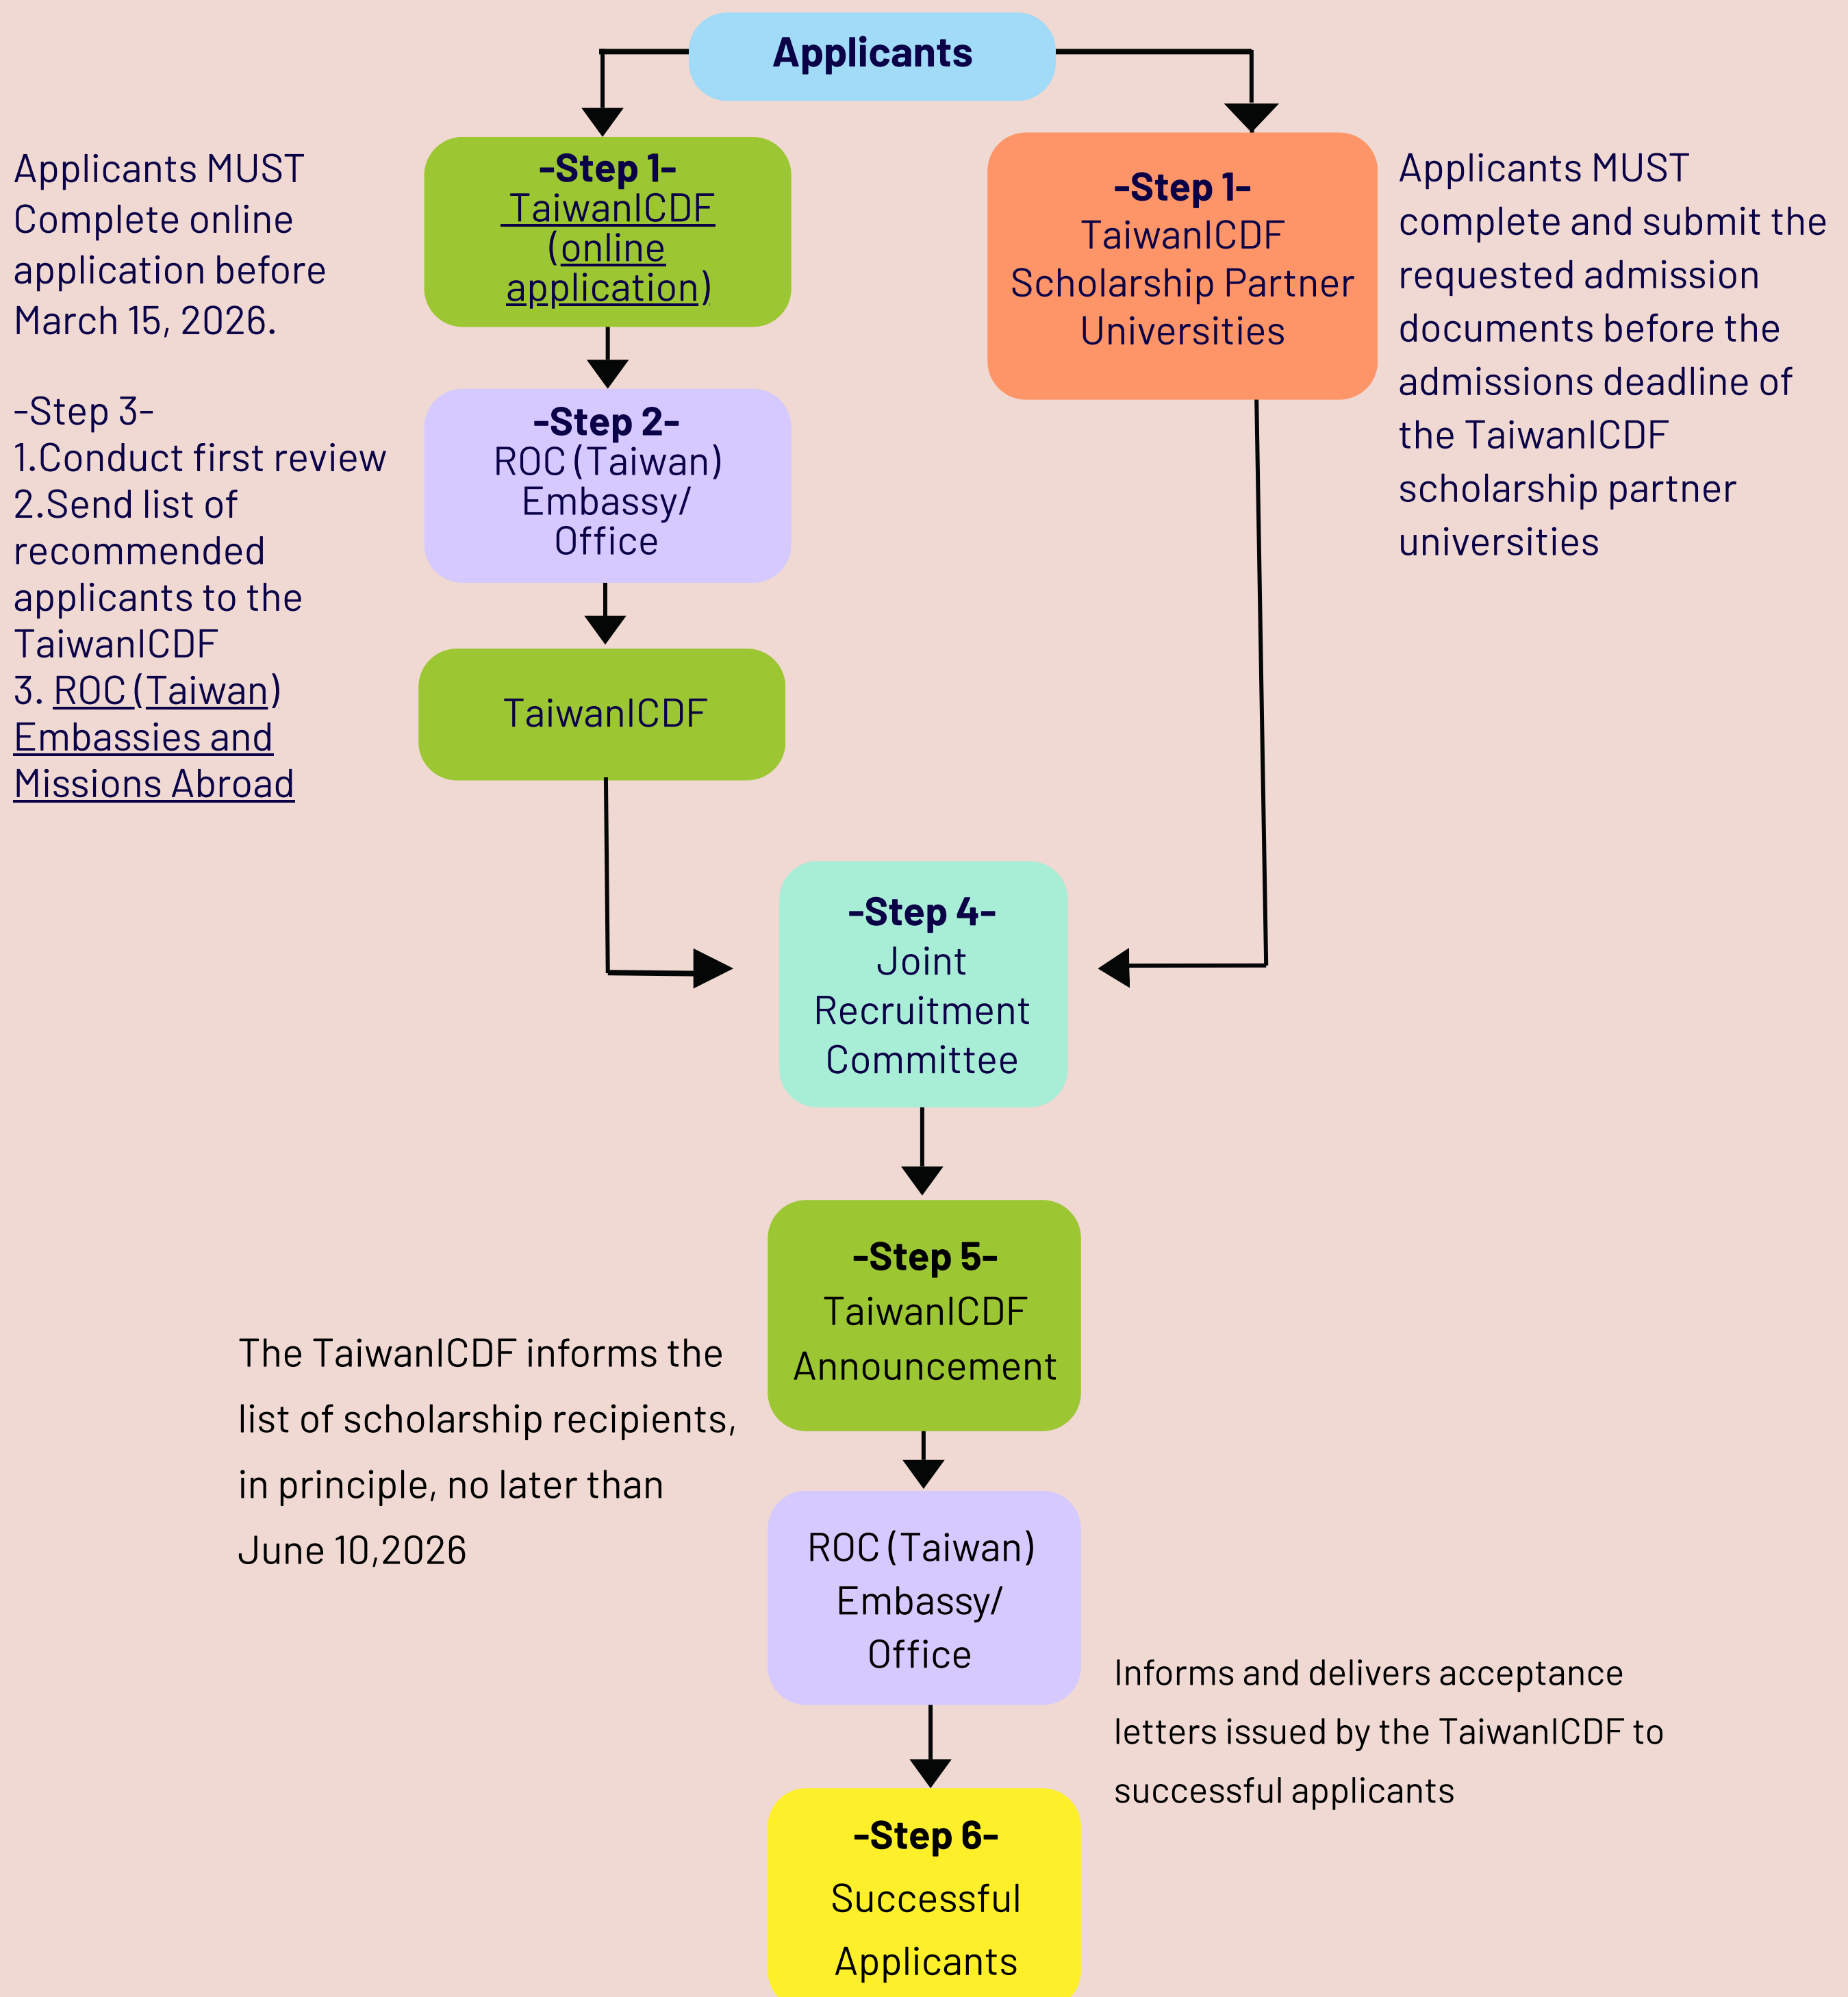 Applicants
Applicants MUST
Complete online
application before
March 15, 2026.
-Step 1-
TaiwanICDF
(online
application)
-Step 1-
TaiwanICDF
Scholarship Partner
Universities
Applicants MUST
complete and submit the
requested admission
documents before the
admissions deadline of
the TaiwanICDF
scholarship partner
universities
-Step 2-
ROC (Taiwan)
Embassy/
Office
-Step 3-
1.Conduct first review
2.Send list of
recommended
applicants to the
TaiwanICDF
3. ROC (Taiwan)
Embassies and
Missions Abroad
TaiwanICDF
-Step 4-
Joint
Recruitment
Committee
-Step 5-
TaiwanICDF
Announcement
The TaiwanICDF informs the
list of scholarship recipients,
in principle, no later than
June 10,2026
ROC (Taiwan)
Embassy/
Office
Informs and delivers acceptance
letters issued by the TaiwanICDF to
successful applicants
-Step 6-
Successful
Applicants